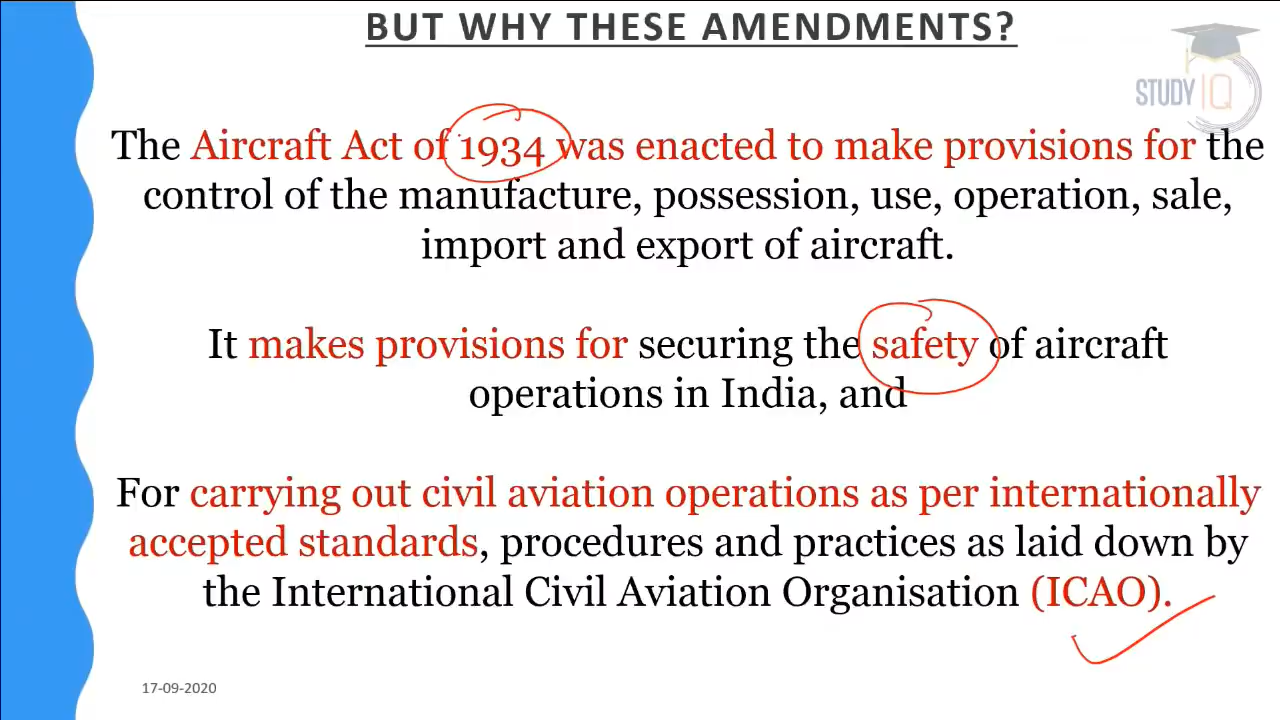 BUT WHY THESE AMENDMENTS?
STUDY IQ
The Aircraft Act of 1934 was enacted to make provisions for the
control of the manufacture, possession, use, operation, sale,
import and export of aircraft.
It makes provisions for securing the safety of aircraft
operations in India, and
For carrying out civil aviation operations as per internationally
accepted standards, procedures and practices as laid down by
the International Civil Aviation Organisation (ICAO).
17-09-2020